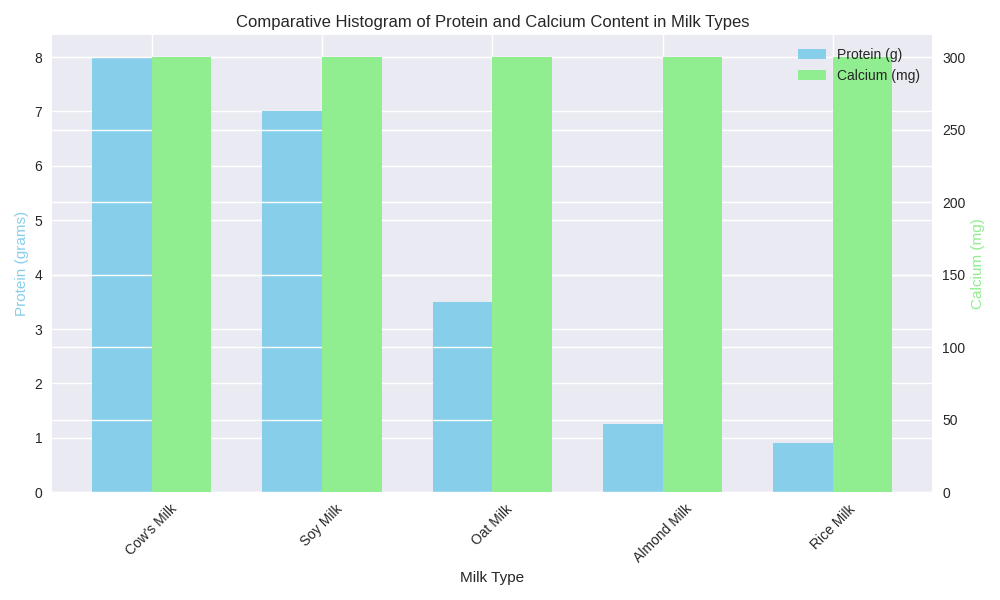 Comparative Histogram of Protein and Calcium Content in Milk Types
Protein (g)
Calcium (mg)
8
7
6
5
4
3
2
1
0
Protein (grams)
300
250
200
150
100
50
0
Calcium (mg)
Cow's Milk
Soy Milk
Oat Milk
Almond Milk
Rice Milk
Milk Type